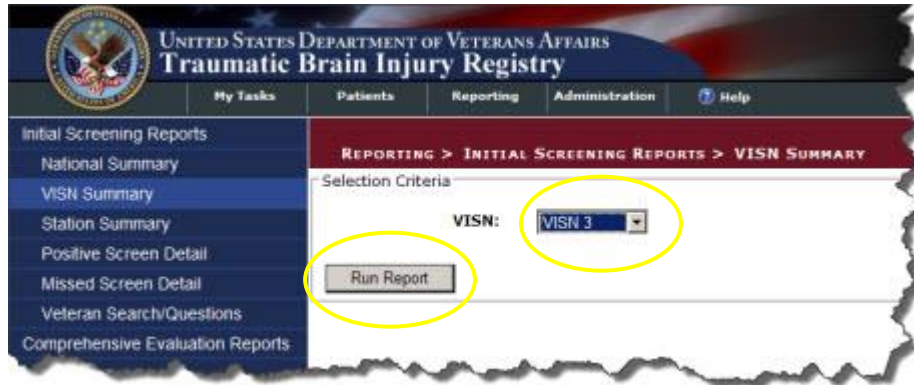 UNITED STATES DEPARTMENT OF VETERANS AFFAIRS
Traumatic Brain Injury Registry
My Tasks Patients Reporting Administration ? Help
Initial Screening Reports
National Summary
VISN Summary
Station Summary
Positive Screen Detail
Missed Screen Detail
Veteran Search/Questions
Comprehensive Evaluation Reports
REPORTING > INITIAL SCREENING REPORTS > VISN SUMMARY
Selection Criteria
VISN: VISN 3
Run Report